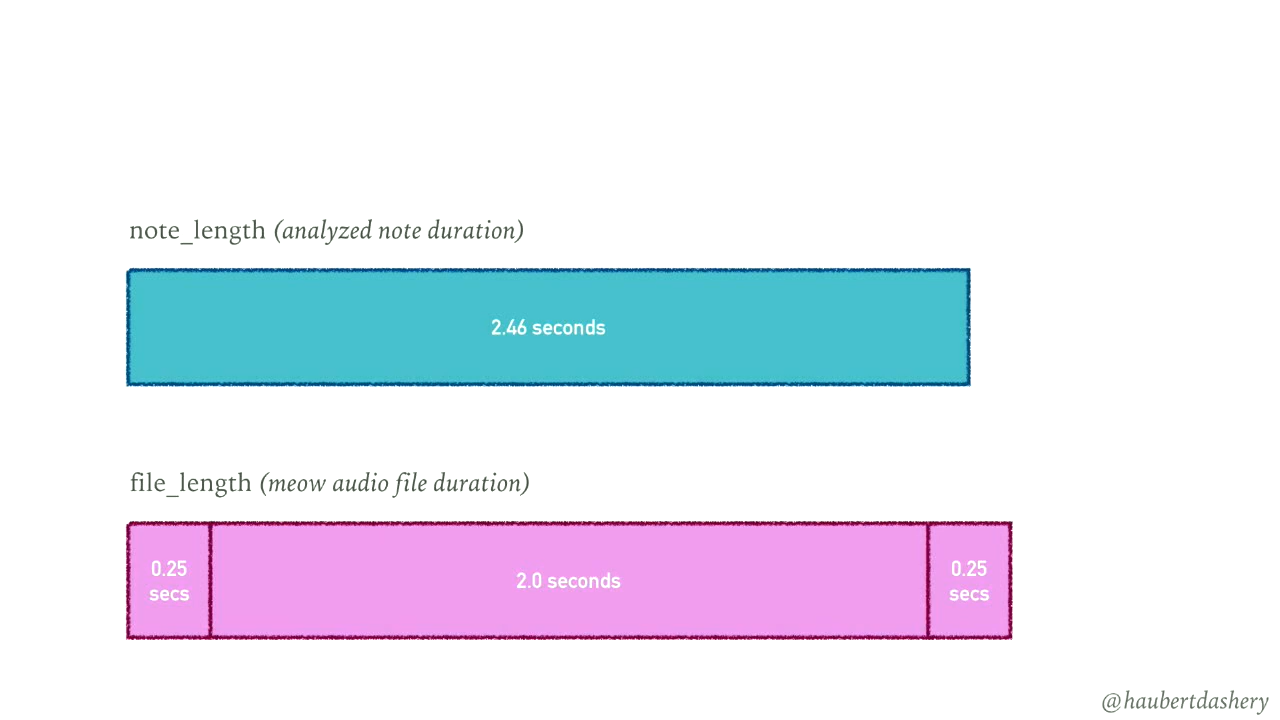 note_length (analyzed note duration)
2.46 seconds
file_length (meow audio file duration)
0.25
secs
2.0 seconds
0.25
secs
@haubertdashery